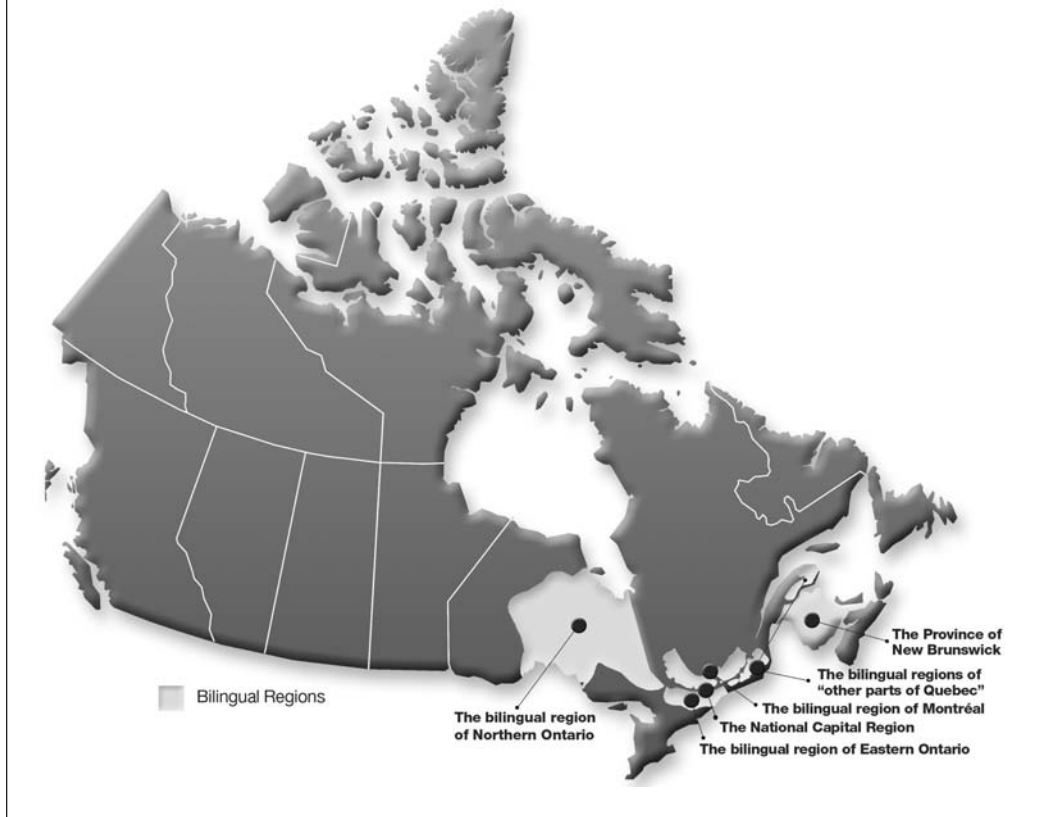 The Province of
New Brunswick
The bilingual regions of
“other parts of Quebec”
The bilingual region of Montréal
The National Capital Region
The bilingual region of Eastern Ontario
The bilingual region
of Northern Ontario
Bilingual Regions